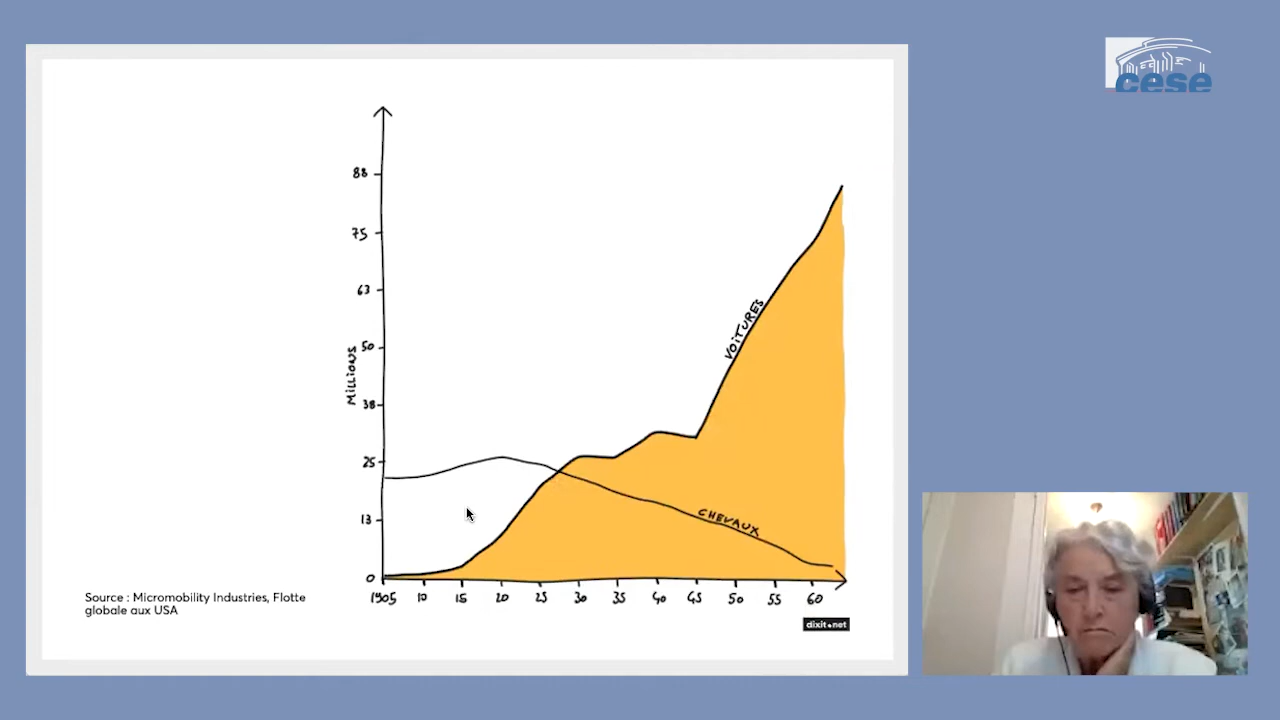 cese
88
75
63
50
38
25
13
0
MILLIONS
VOITURES
CHEVAUX
1905 10 15 20 25 30 35 40 45 50 55 60
Source : Micromobility Industries, Flotte
globale aux USA
dixit.net